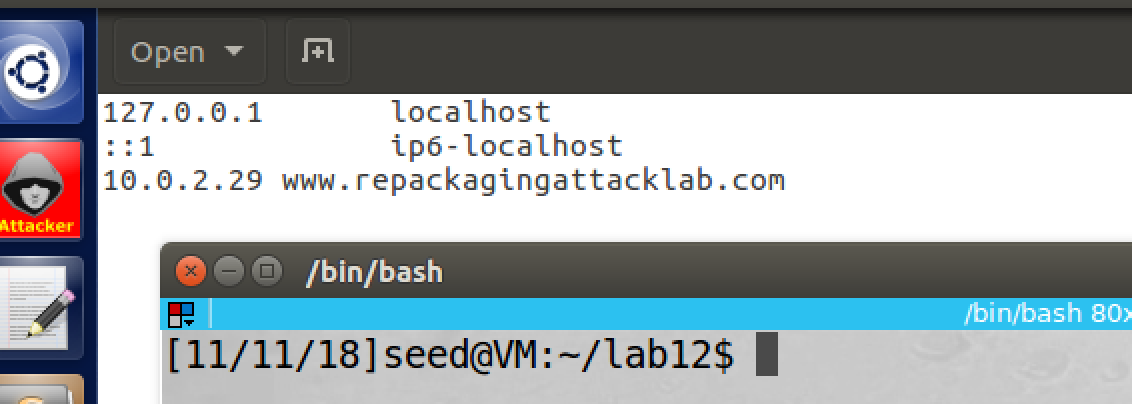 Open
127.0.0.1 localhost
::1 ip6-localhost
10.0.2.29 www.repackagingattacklab.com
Attacker
/bin/bash
/bin/bash 80x
[11/11/18]seed@VM:~/lab12$